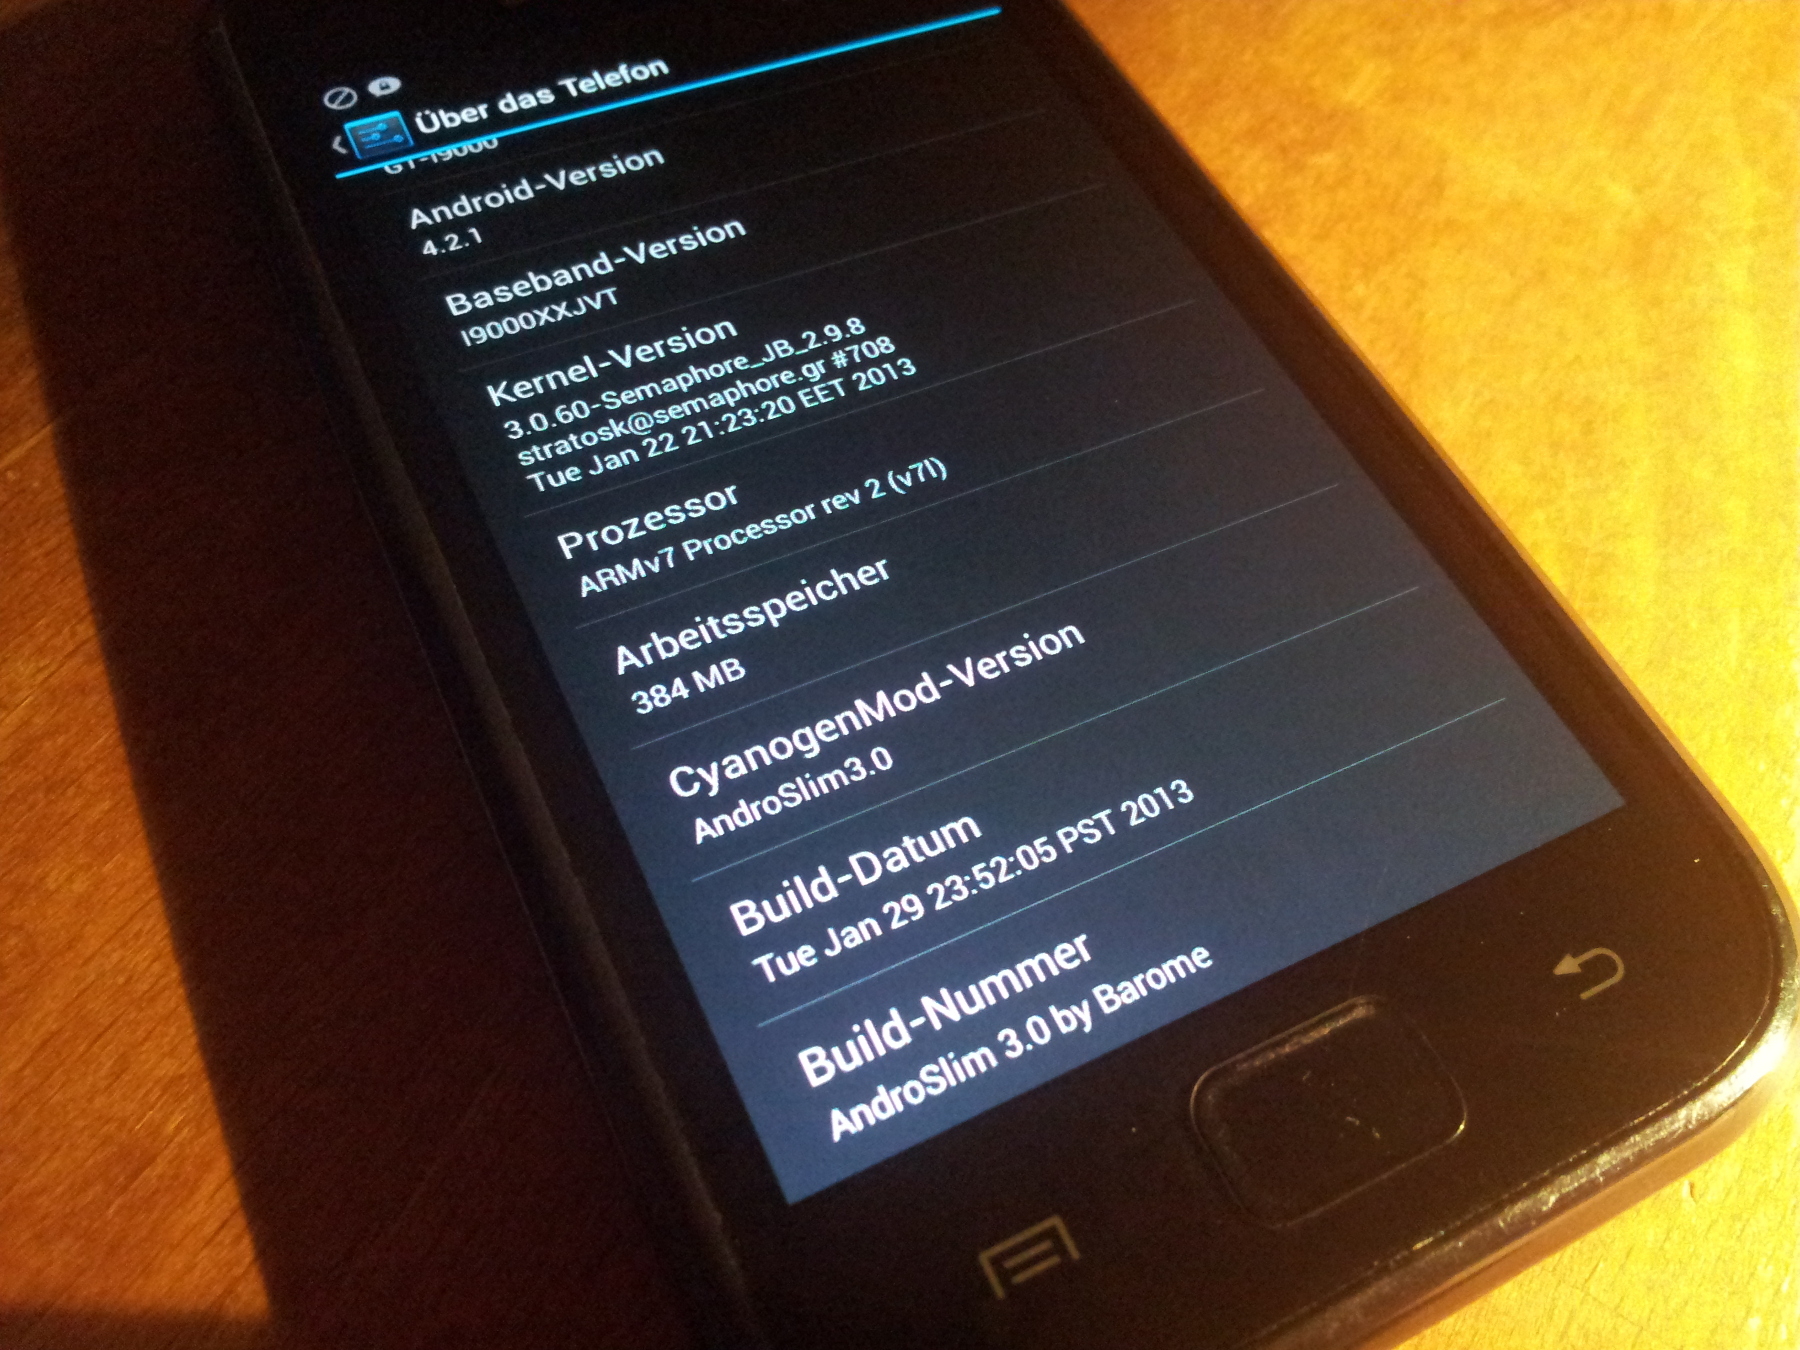 Über das Telefon
GT-I9000
Android-Version
4.2.1
Baseband-Version
I9000XXJVT
Kernel-Version
3.0.60-Semaphore_JB_2.9.8
stratosk@semaphore.gr #708
Tue Jan 22 21:23:20 EET 2013
Prozessor
ARMv7 Processor rev 2 (v7l)
Arbeitsspeicher
384 MB
CyanogenMod-Version
AndroSlim3.0
Build-Datum
Tue Jan 29 23:52:05 PST 2013
Build-Nummer
AndroSlim 3.0 by Barome